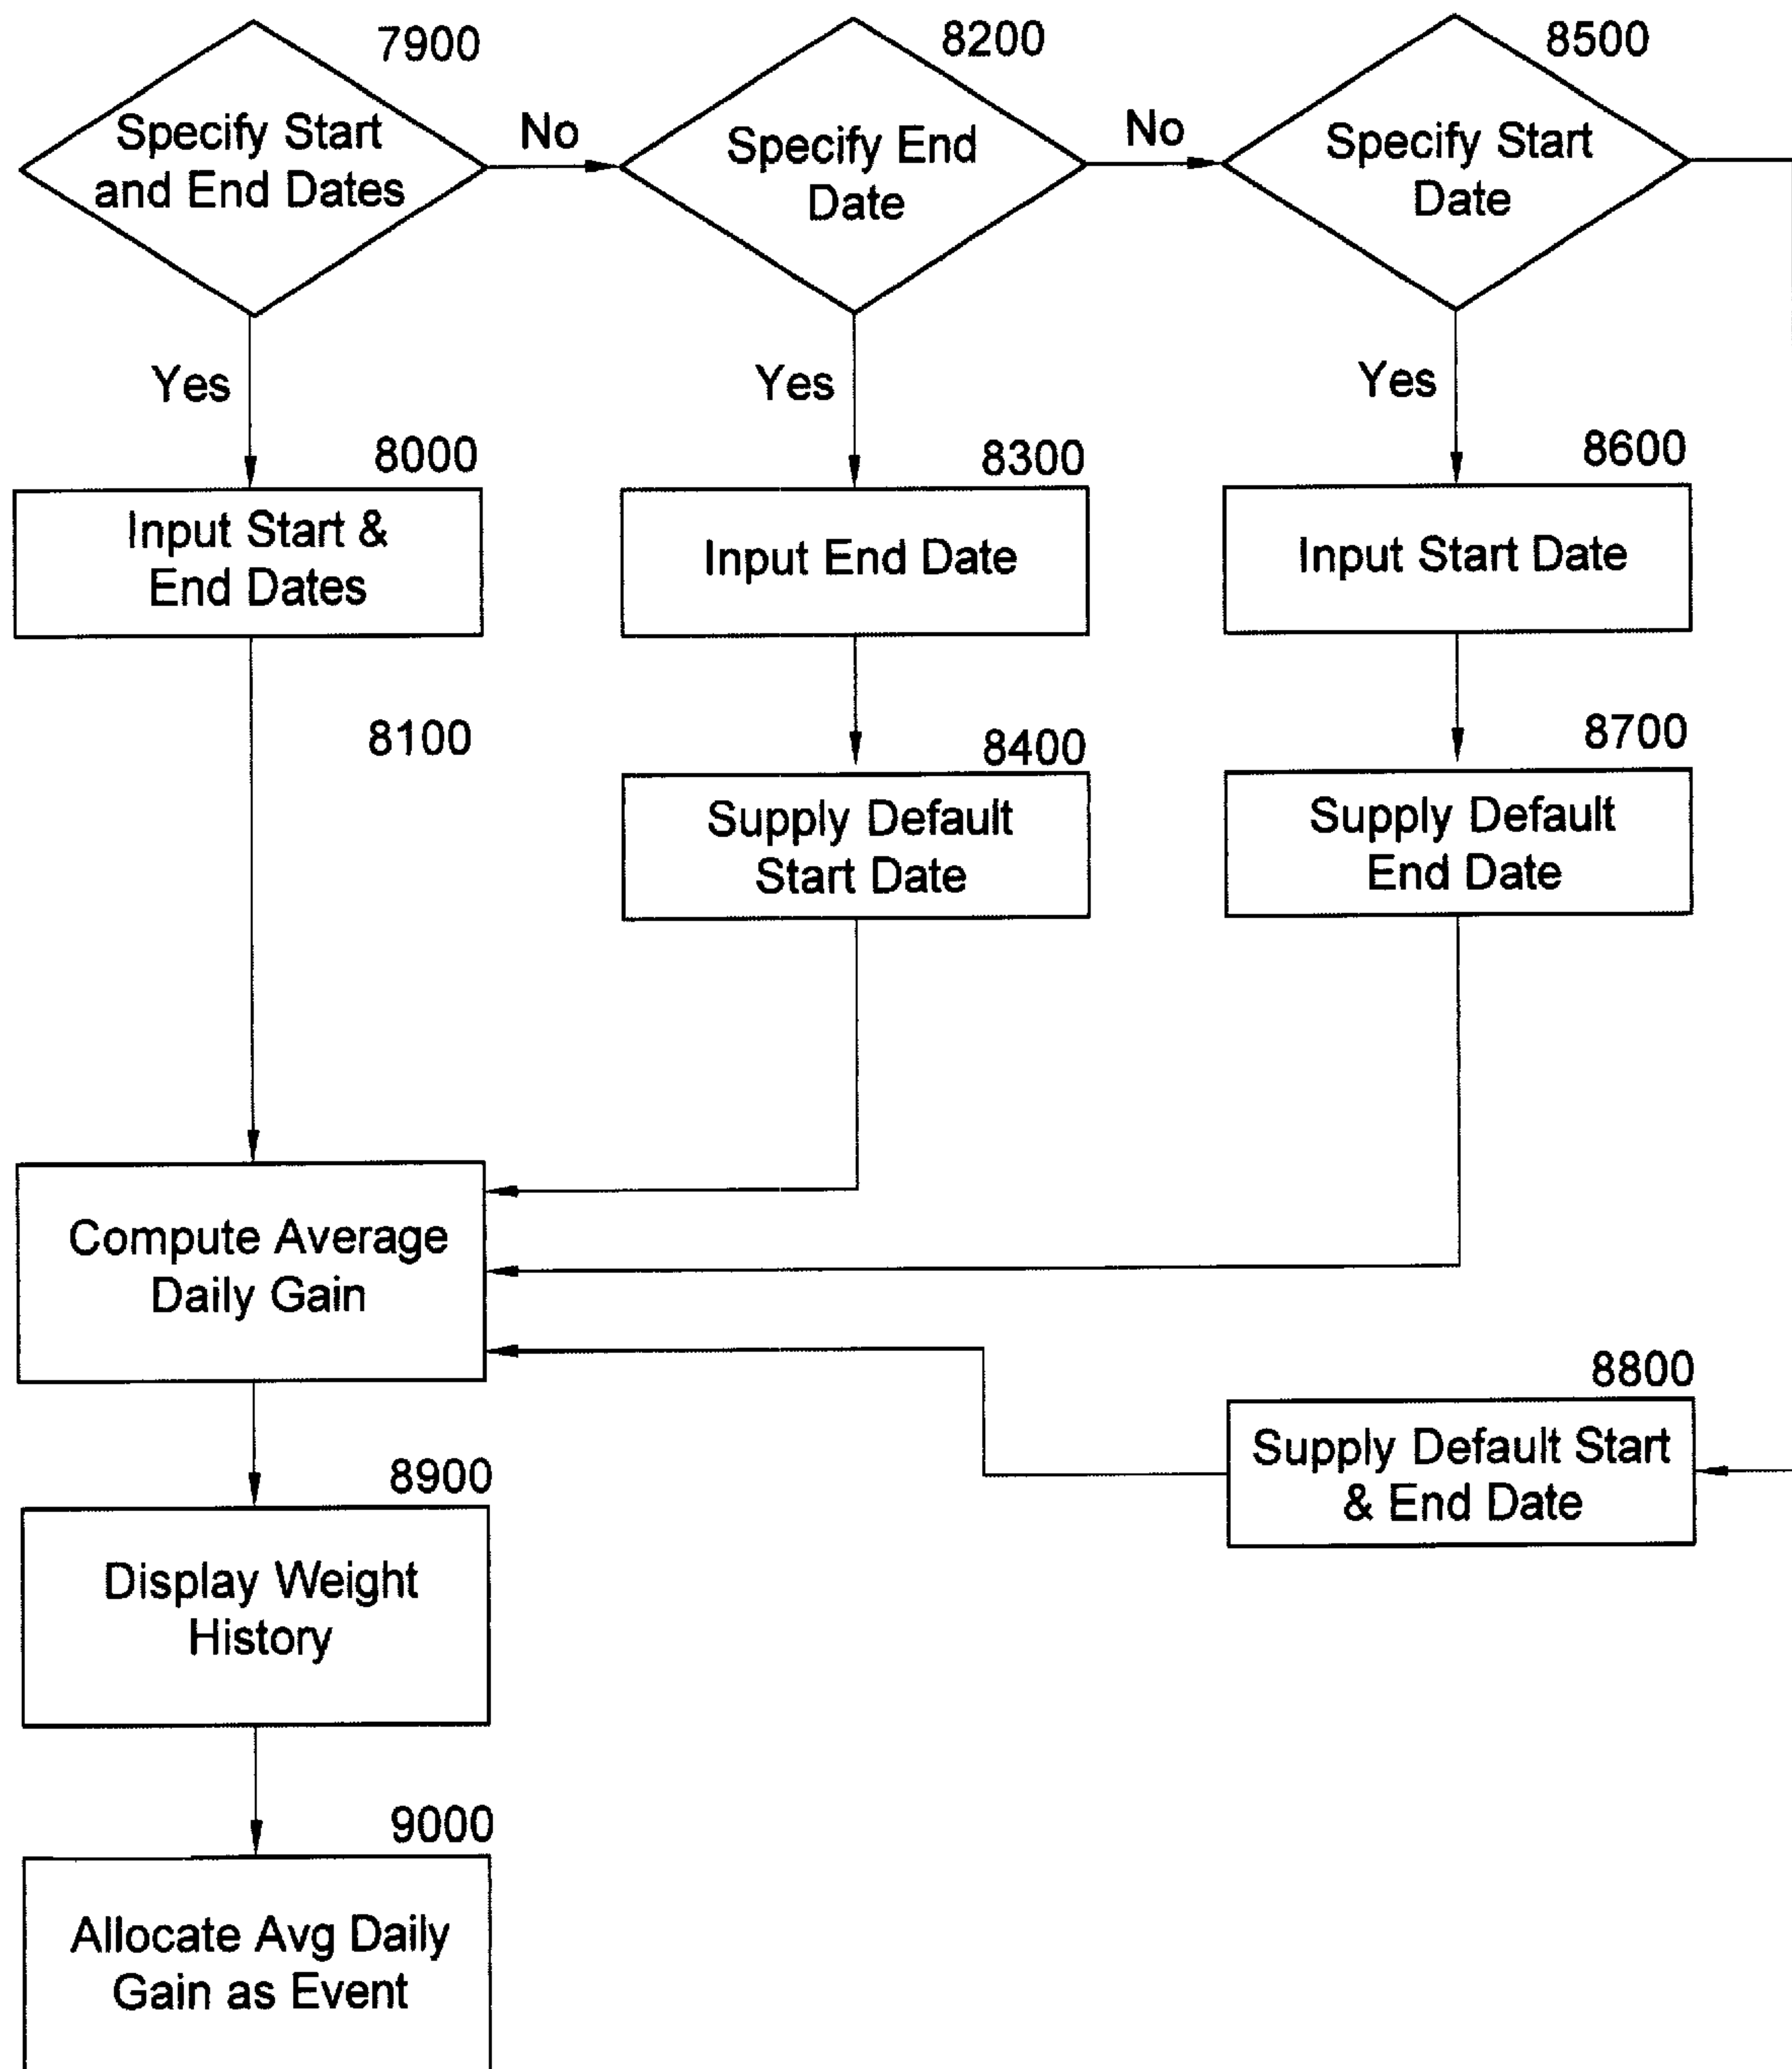 7900
Specify Start
and End Dates
No
8200
Specify End
Date
No
8500
Specify Start
Date
Yes
Yes
Yes
8000
Input Start &
End Dates
8300
Input End Date
8600
Input Start Date
8100
8400
Supply Default
Start Date
8700
Supply Default
End Date
Compute Average
Daily Gain
8800
Supply Default Start
& End Date
8900
Display Weight
History
9000
Allocate Avg Daily
Gain as Event